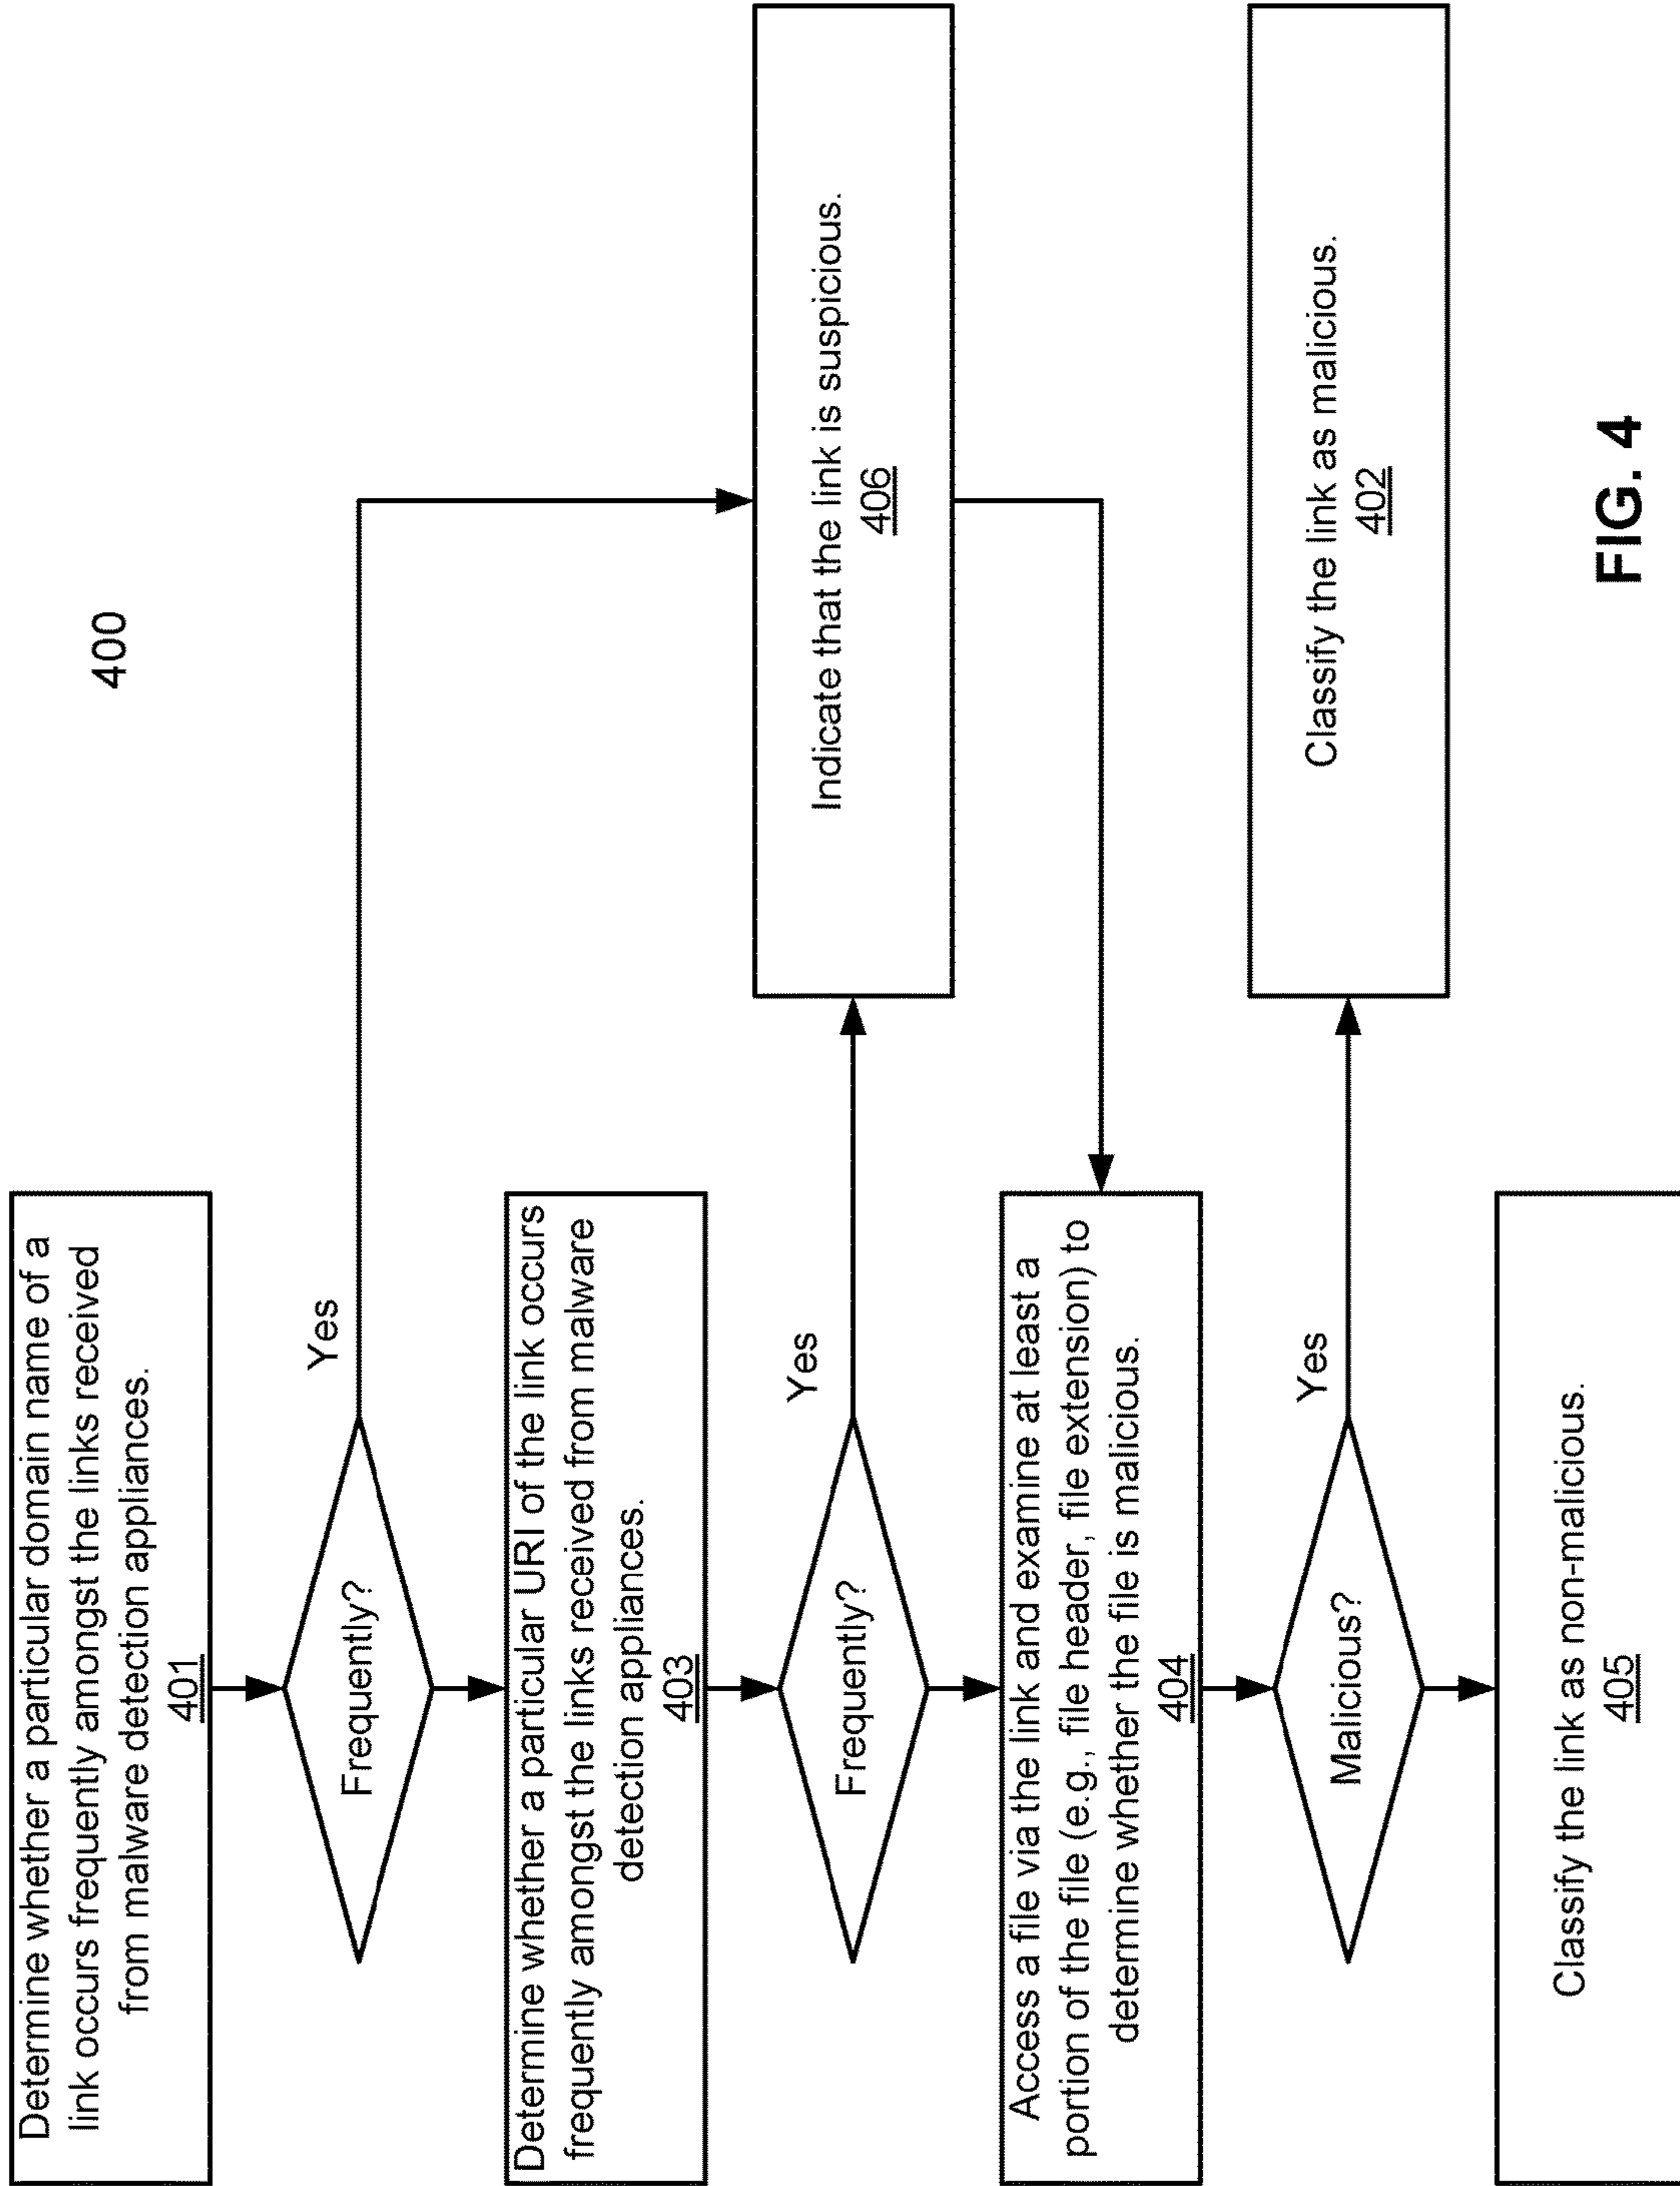 400
Determine whether a particular domain name of a
link occurs frequently amongst the links received
from malware detection appliances.
401
Frequently?
Yes
Determine whether a particular URI of the link occurs
frequently amongst the links received from malware
detection appliances.
403
Frequently?
Yes
Indicate that the link is suspicious.
406
Access a file via the link and examine at least a
portion of the file (e.g., file header, file extension) to
determine whether the file is malicious.
404
Malicious?
Yes
Classify the link as malicious.
402
Classify the link as non-malicious.
405
FIG. 4